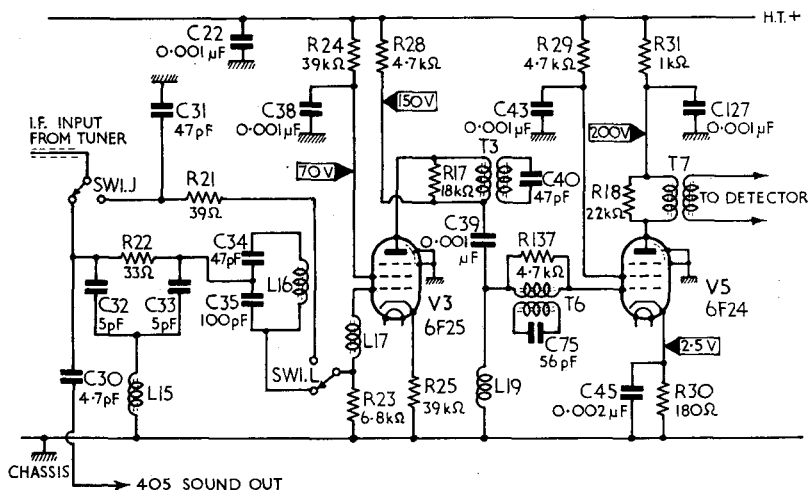 H.T.+
C22
0.001μF
R24
39kΩ
R28
4.7kΩ
R29
4.7kΩ
R31
1kΩ
C31
47pF
C38
0.001μF
150V
C43
0.001μF
200V
C127
0.001μF
I.F. INPUT
FROM TUNER
SW1.J
R21
39Ω
70V
T3
R17
18kΩ
C40
47pF
T7
R18
22kΩ
TO DETECTOR
R22
33Ω
C34
47pF
L16
C39
0.001
μF
R137
4.7kΩ
C32
5pF
C33
5pF
C35
100pF
V3
6F25
T6
V5
6F24
L17
C75
56pF
2.5V
C30
4.7pF
L15
SW1.L
R23
6.8kΩ
R25
39kΩ
L19
C45
0.002μF
R30
180Ω
CHASSIS
405 SOUND OUT